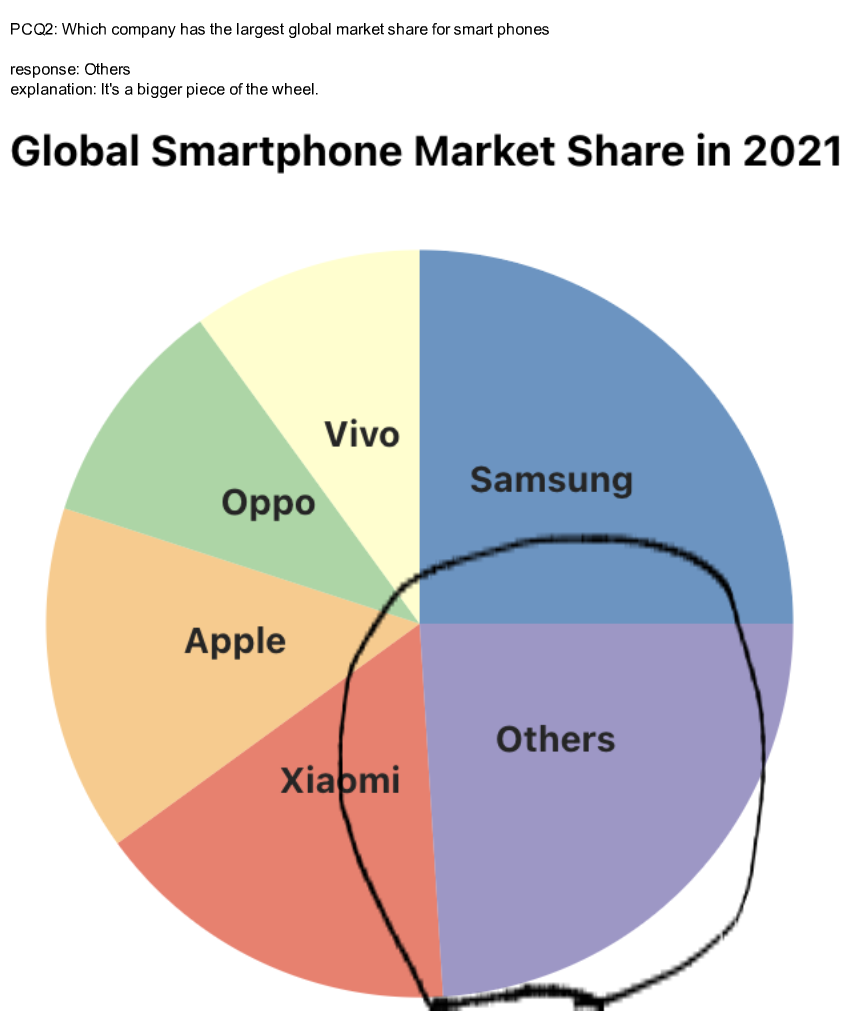 PCQ2: Which company has the largest global market share for smart phones
response: Others
explanation: It's a bigger piece of the wheel.
Global Smartphone Market Share in 2021
Vivo
Samsung
Oppo
Apple
Others
Xiaomi